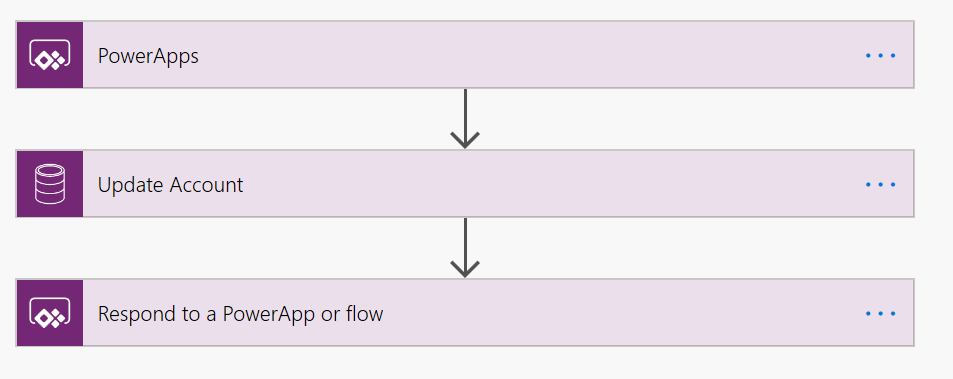 PowerApps
Update Account
Respond to a PowerApp or flow